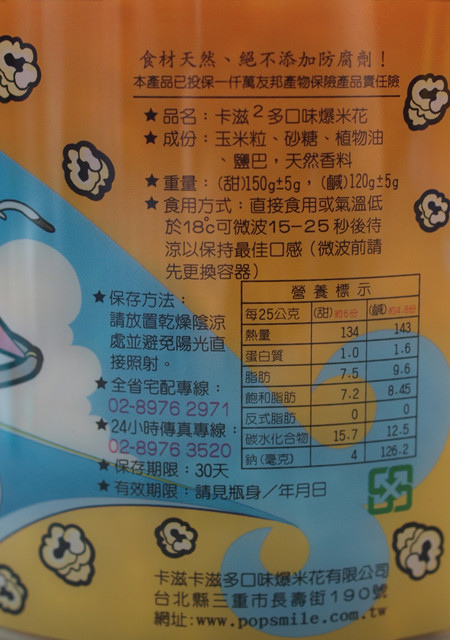 食材天然、絕不添加防腐劑！
本產品已投保一仟萬友邦產物保險產品責任險
★品名：卡滋2多口味爆米花
★成份：玉米粒、砂糖、植物油
、鹽巴，天然香料
★重量：(甜)150g±5g，(鹹)120g±5g
★食用方式：直接食用或氣溫低
於18℃可微波15-25秒後待
涼以保持最佳口感（微波前請
先更換容器）
★保存方法：
請放置乾燥陰涼
處並避免陽光直
接照射。
★全省宅配專線：
02-8976 2971
★24小時傳真專線：
02-8976 3520
★保存期限：30天
★有效期限：請見瓶身／年月日
營養標示
每25公克 (甜)約6份 (鹹)約4.8份
熱量 134 143
蛋白質 1.0 1.6
脂肪 7.5 9.6
飽和脂肪 7.2 8.45
反式脂肪 0 0
碳水化合物 15.7 12.5
鈉(毫克) 4 126.2
卡滋卡滋多口味爆米花有限公司
台北縣三重市長壽街190號
網址:www.popsmile.com.tw